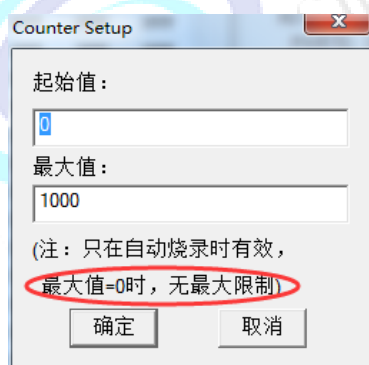 Counter Setup
起始值：
0
最大值：
1000
(注：只在自动烧录时有效，
最大值=0时，无最大限制)
确定
取消